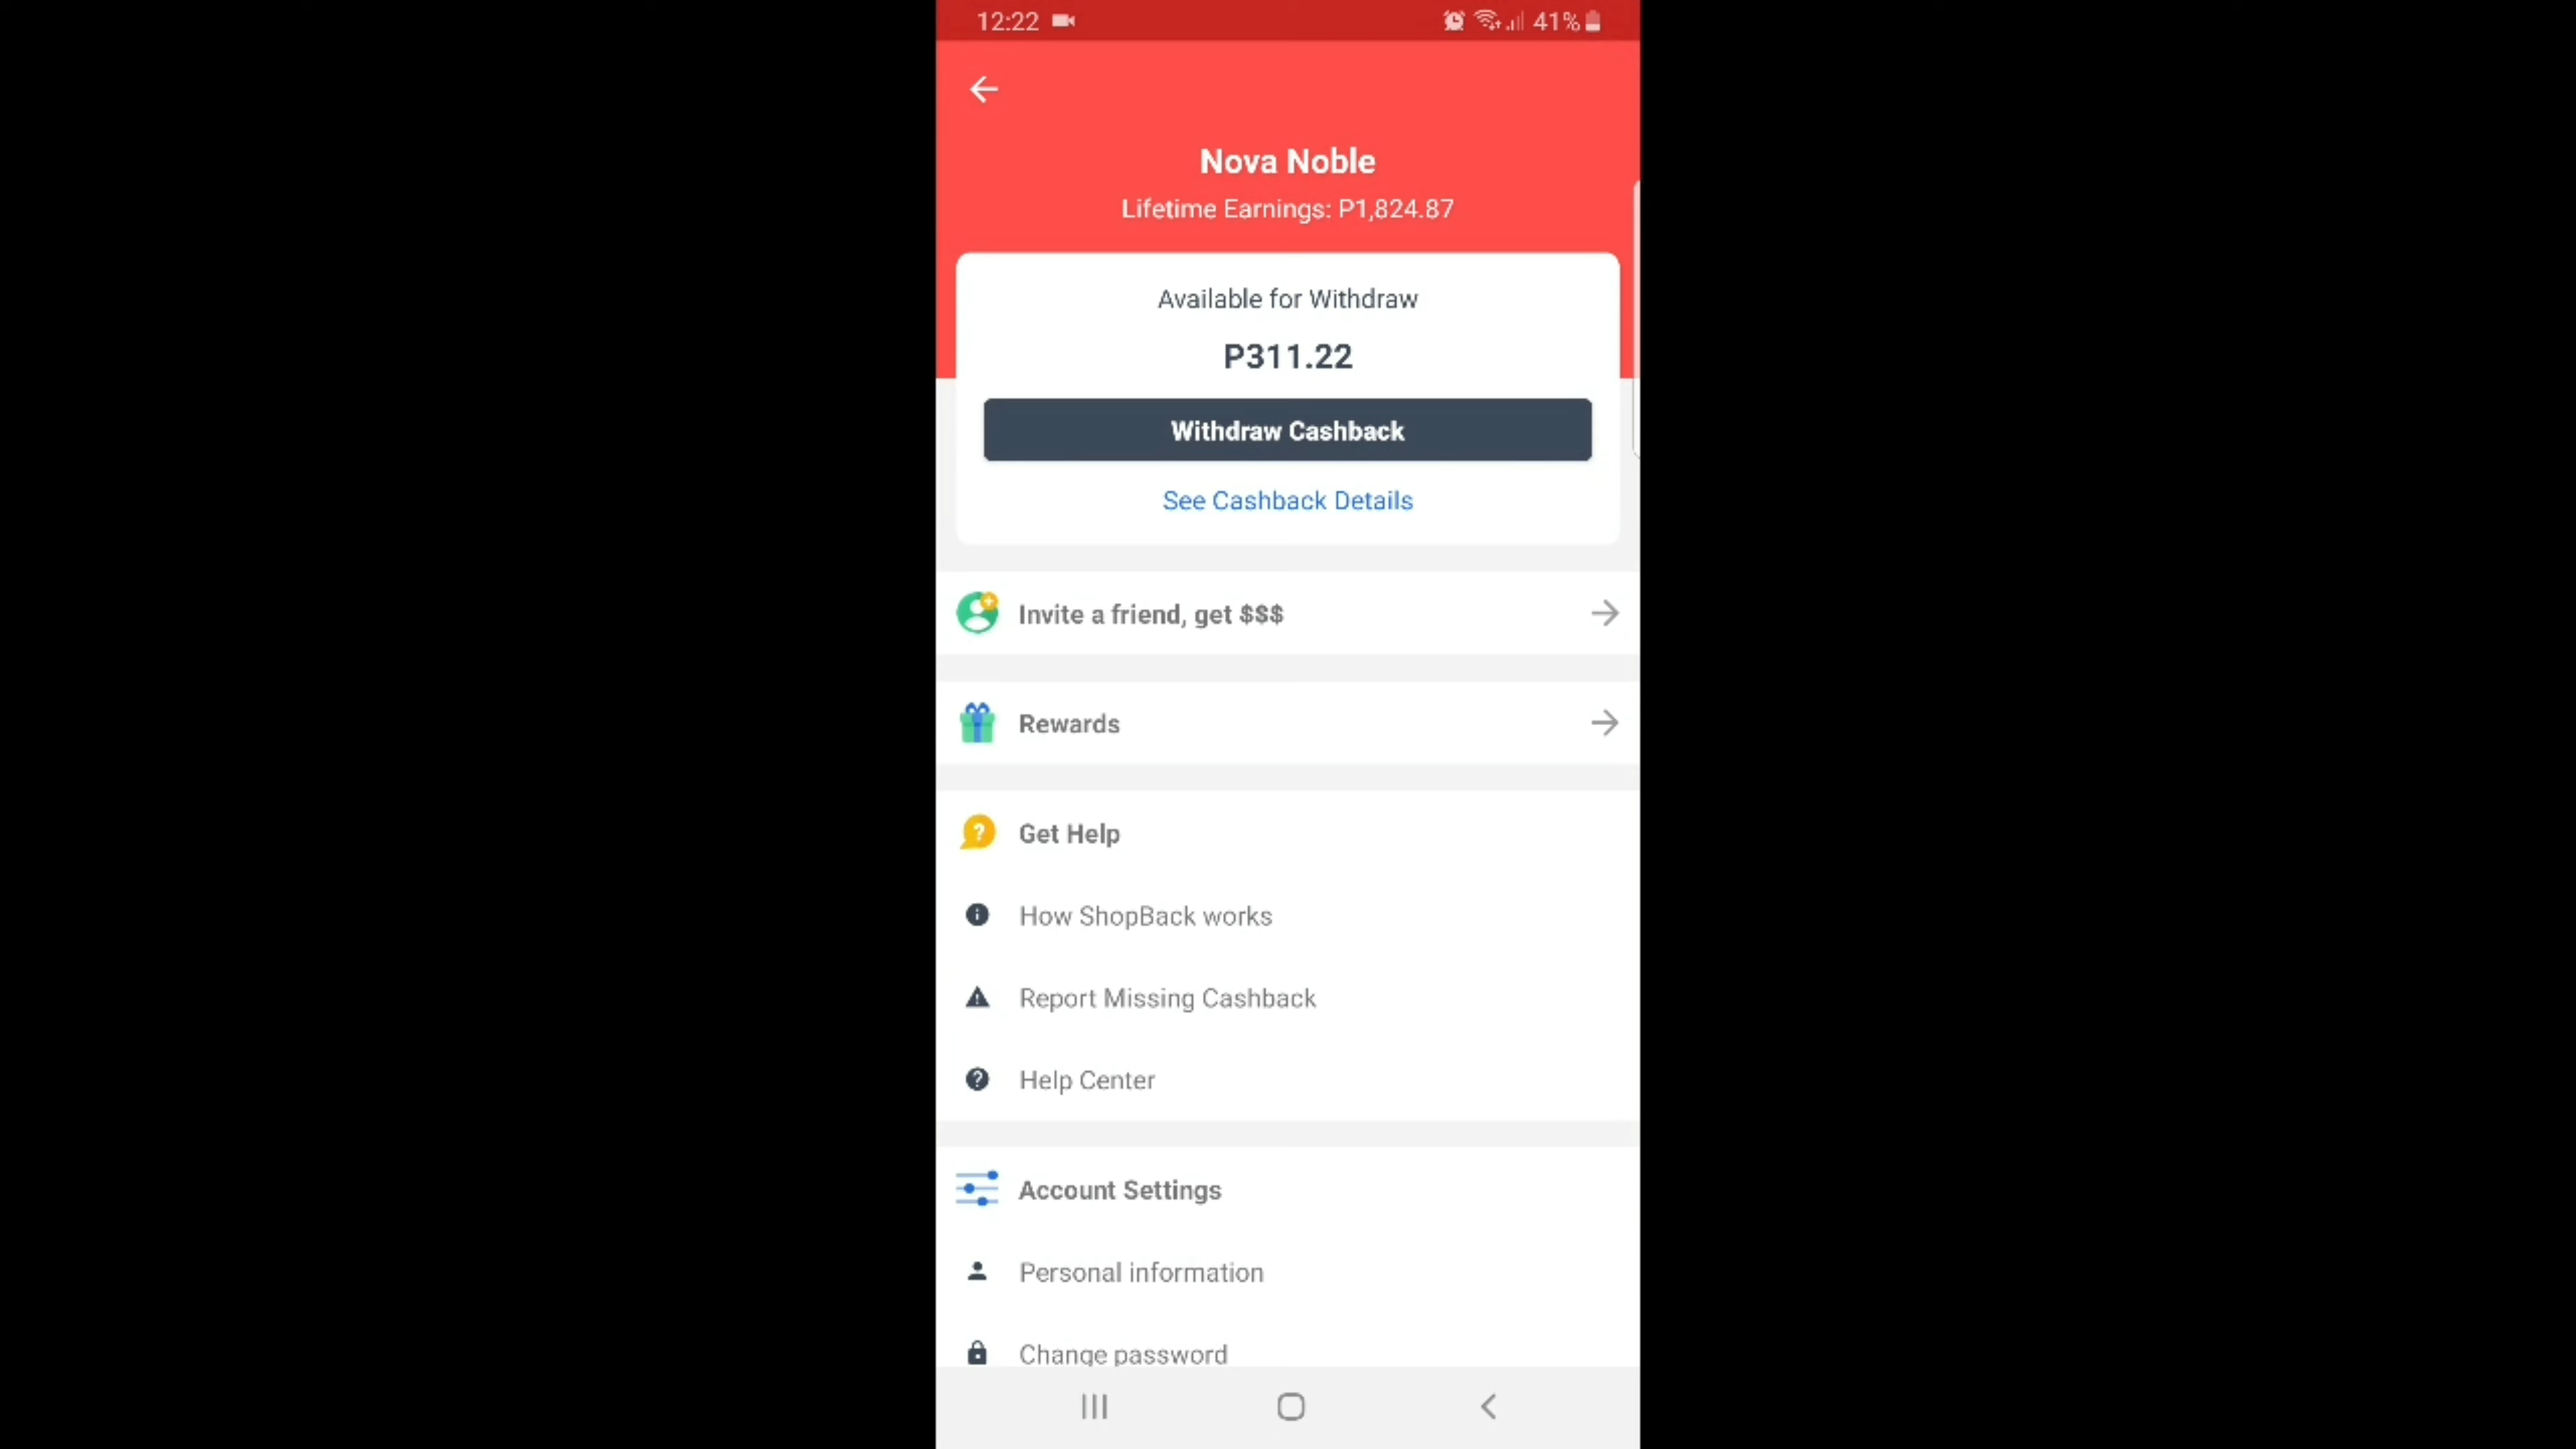 12:22 41%
Nova Noble
Lifetime Earnings: P1,824.87
Available for Withdraw
P311.22
Withdraw Cashback
See Cashback Details
Invite a friend, get $$$
Rewards
Get Help
How ShopBack works
Report Missing Cashback
Help Center
Account Settings
Personal information
Change password